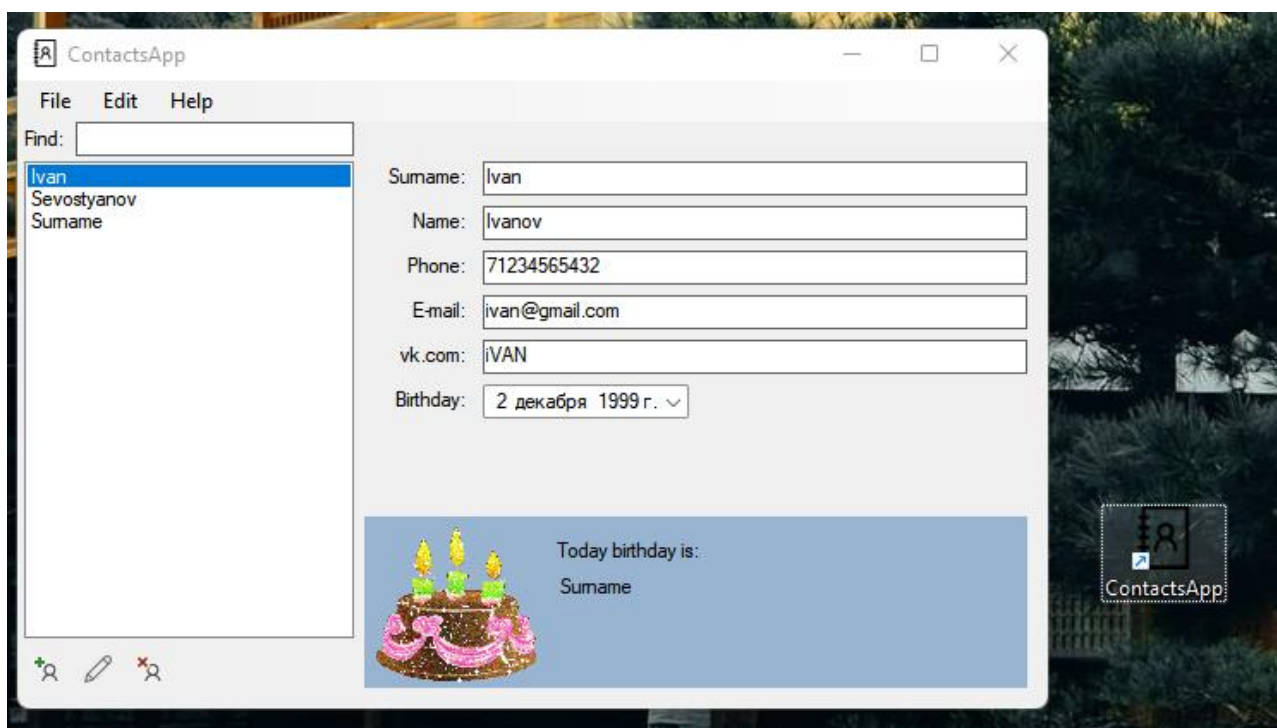 ContactsApp
File Edit Help
Find:
Ivan
Sevostyanov
Surname
Surname: Ivan
Name: Ivanov
Phone: 71234565432
E-mail: ivan@gmail.com
vk.com: iVAN
Birthday: 2 декабря 1999 г.
Today birthday is:
Surname
ContactsApp